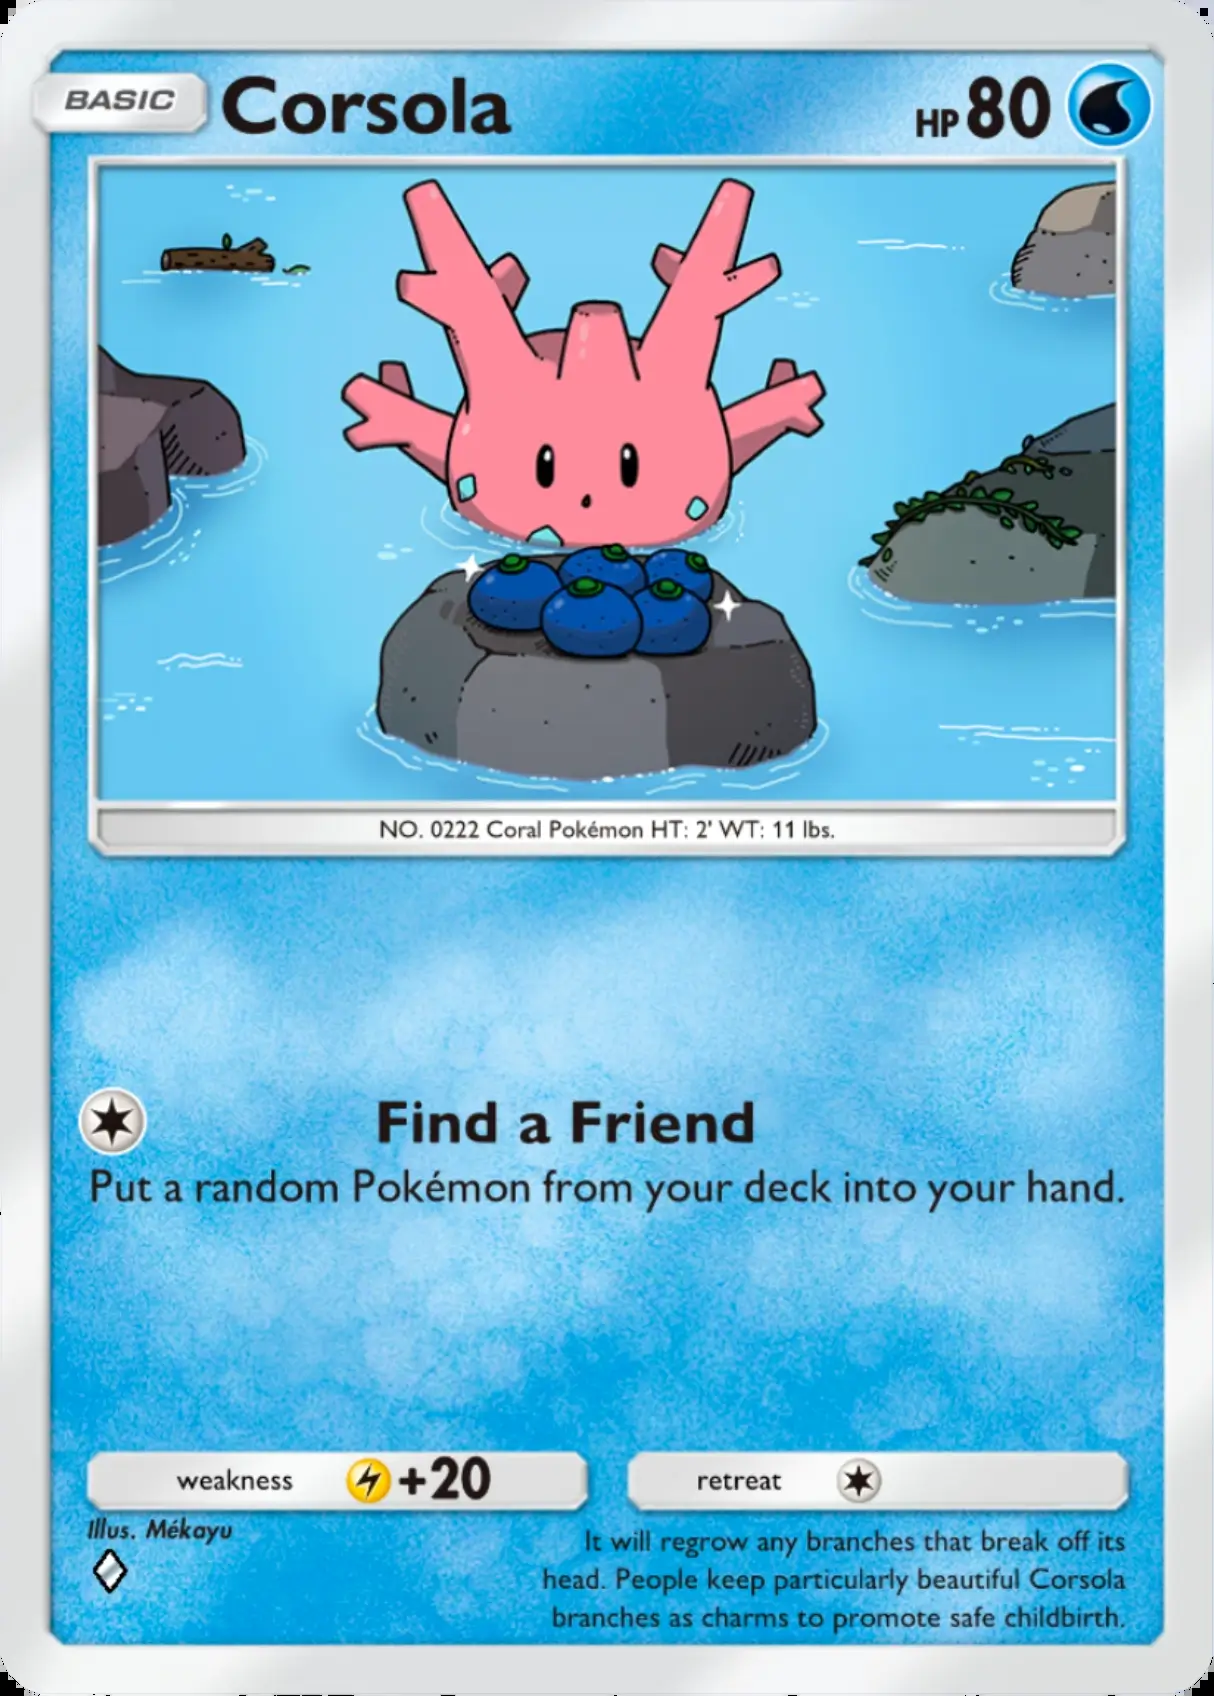 BASIC Corsola HP 80
NO. 0222 Coral Pokémon HT: 2' WT: 11 lbs.
Find a Friend
Put a random Pokémon from your deck into your hand.
weakness +20 retreat
Illus. Mékayu
It will regrow any branches that break off its
head. People keep particularly beautiful Corsola
branches as charms to promote safe childbirth.